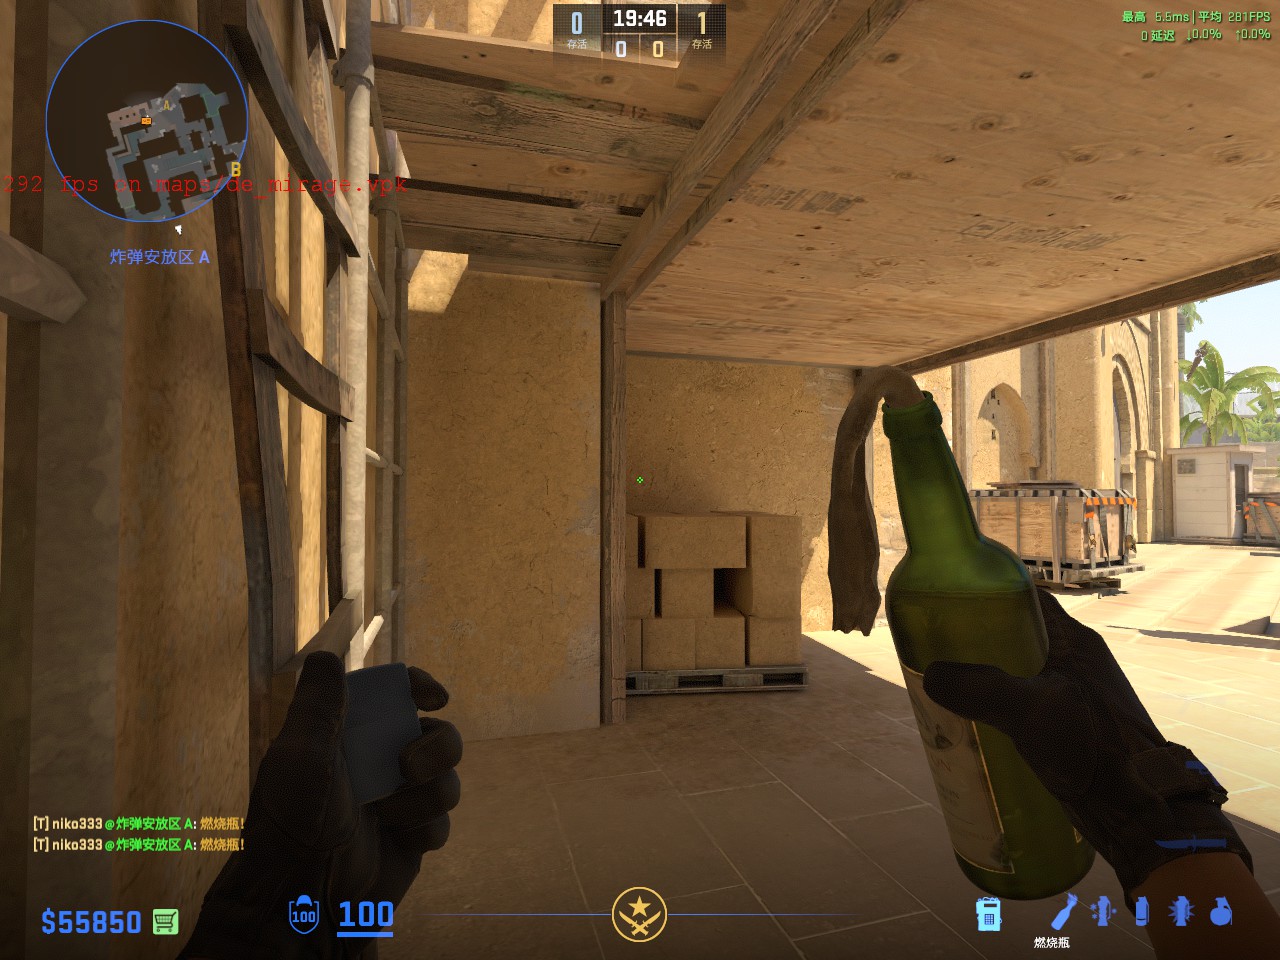 0
存活
19:46
0 0
1
存活
最高 5.5ms | 平均 281FPS
0 延迟 ↓0.0% ↑0.0%
A
B
292 fps on maps/de_mirage.vpk
炸弹安放区 A
[T] niko333@炸弹安放区 A: 燃烧瓶!
[T] niko333@炸弹安放区 A: 燃烧瓶!
$55850
100
100
燃烧瓶